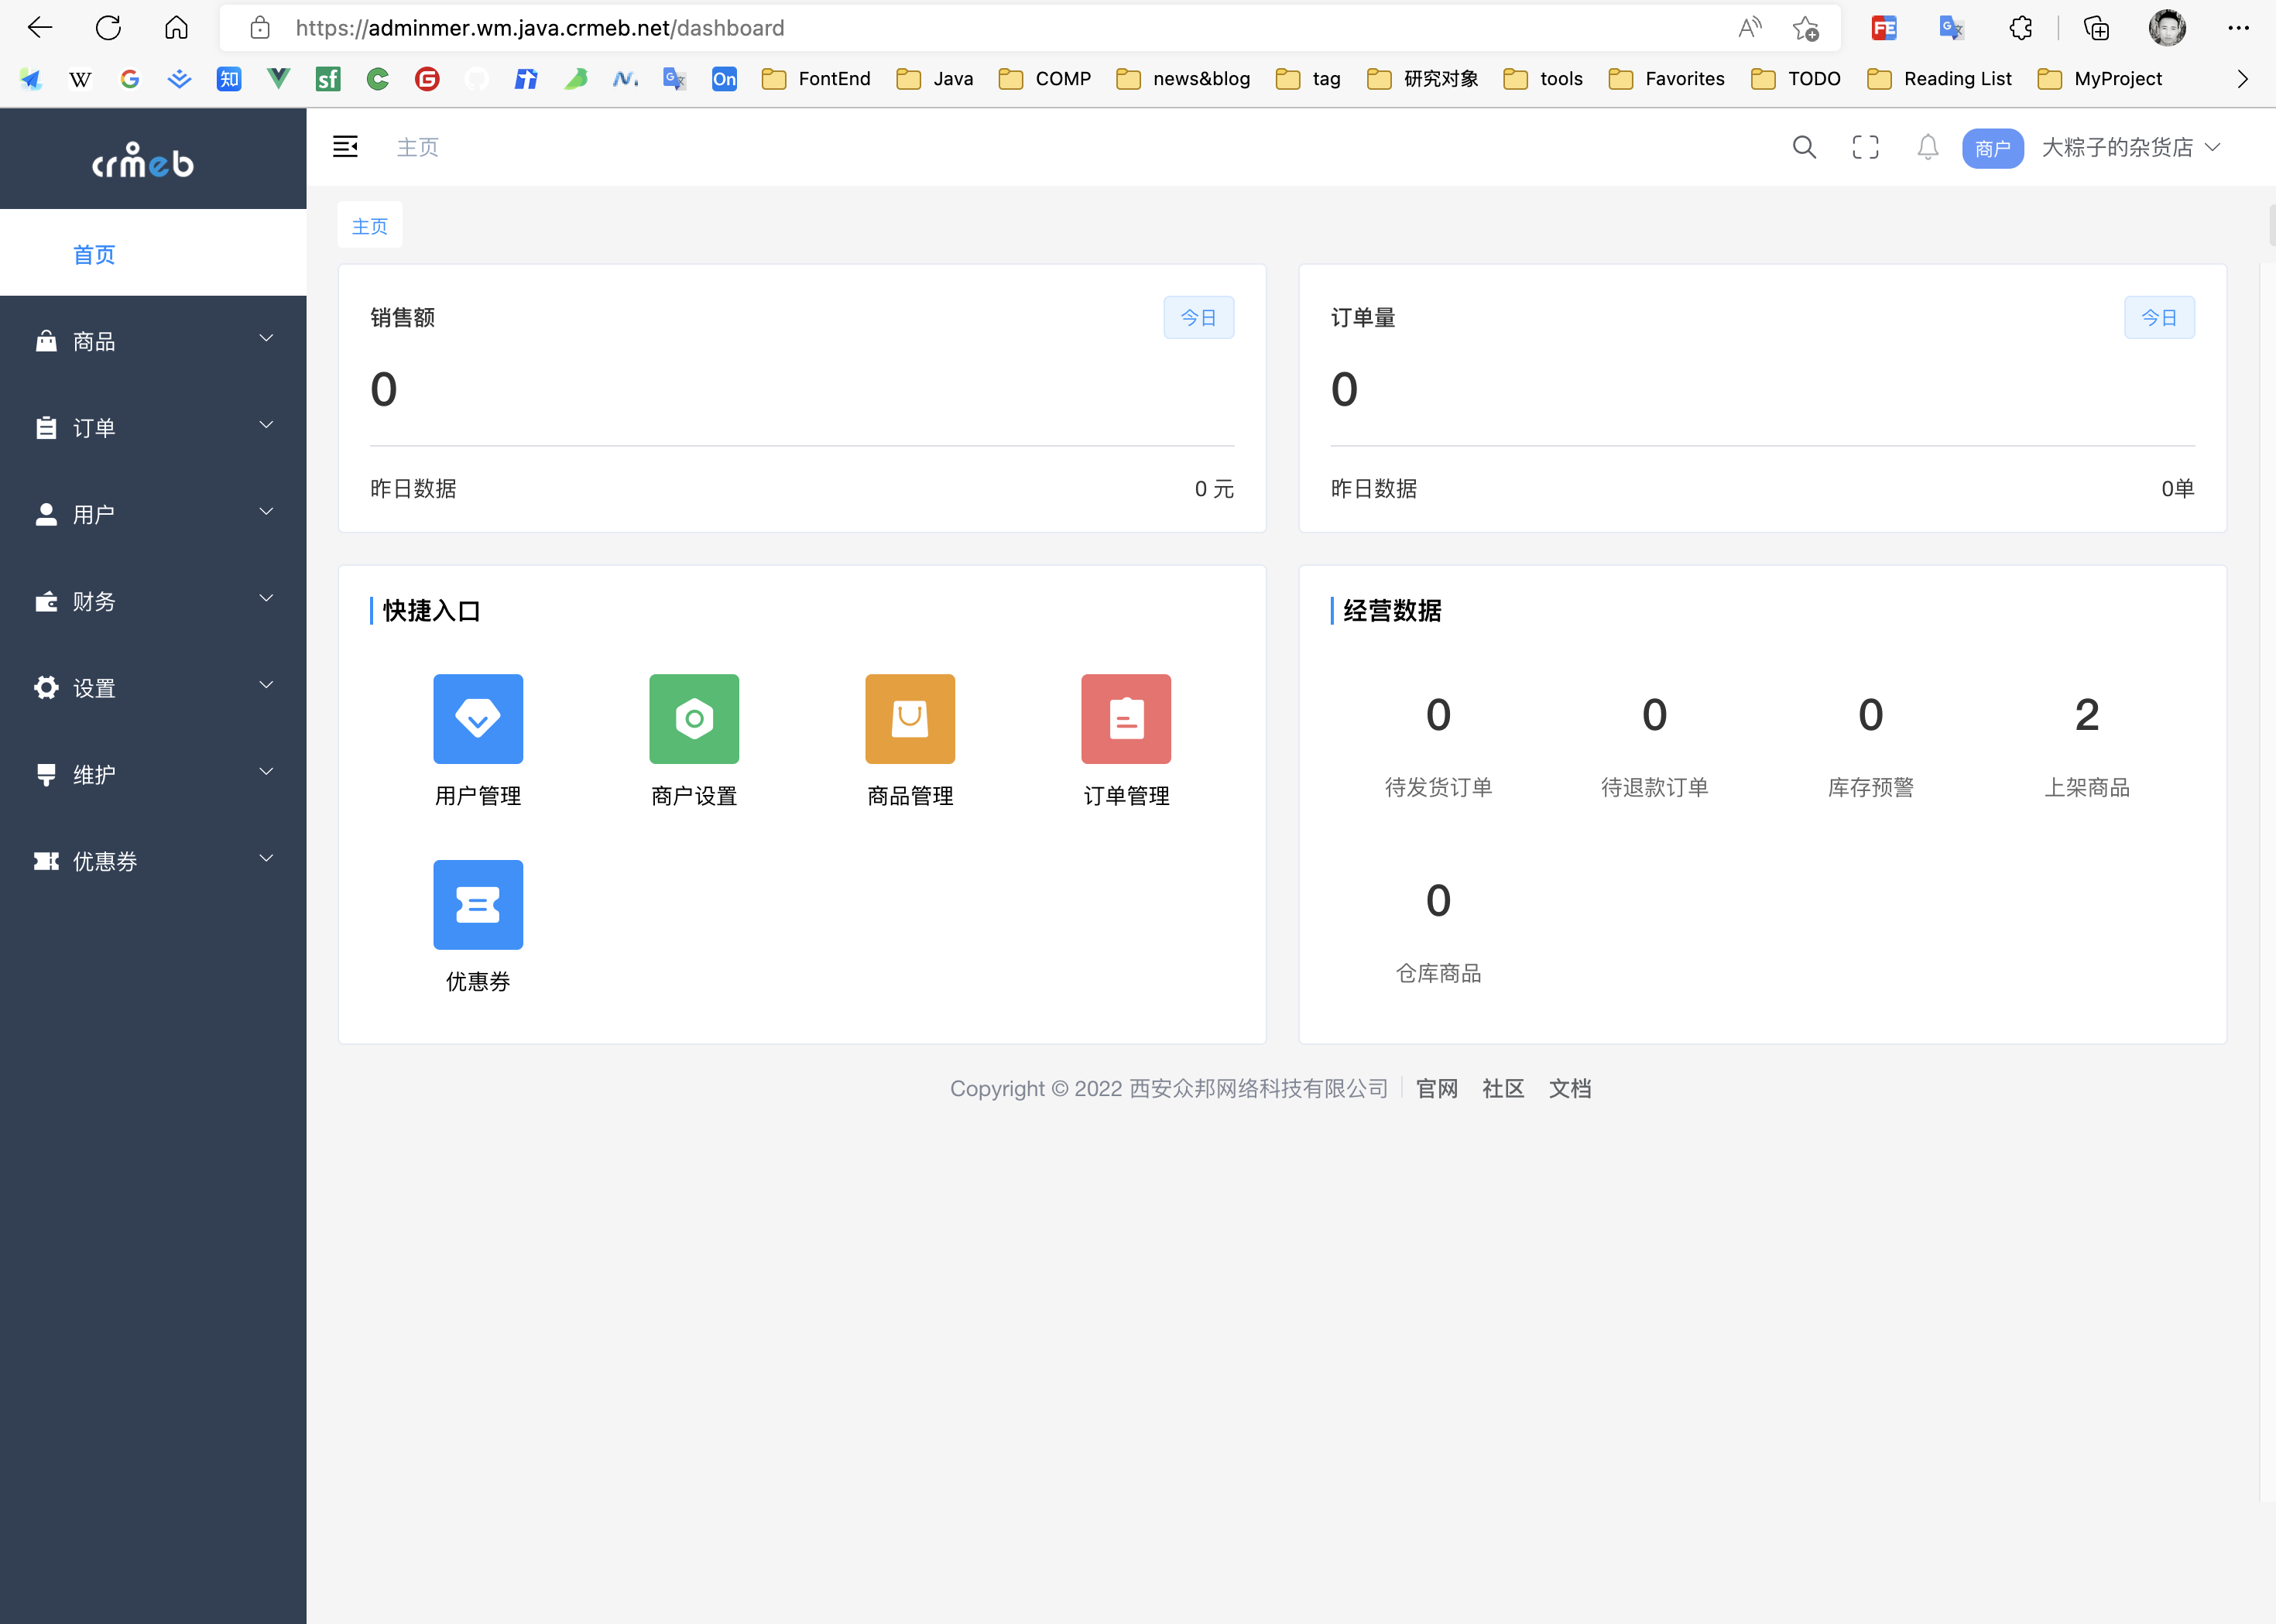 https://adminmer.wm.java.crmeb.net/dashboard
W G 知 sf C G On FontEnd Java COMP news&blog tag 研究对象 tools Favorites TODO Reading List MyProject
crmeb
主页
商户 大粽子的杂货店
首页
商品
订单
用户
财务
设置
维护
优惠券
主页
销售额 今日
0
昨日数据 0 元
订单量 今日
0
昨日数据 0单
快捷入口
用户管理 商户设置 商品管理 订单管理
优惠券
经营数据
0 0 0 2
待发货订单 待退款订单 库存预警 上架商品
0
仓库商品
Copyright © 2022 西安众邦网络科技有限公司 官网 社区 文档